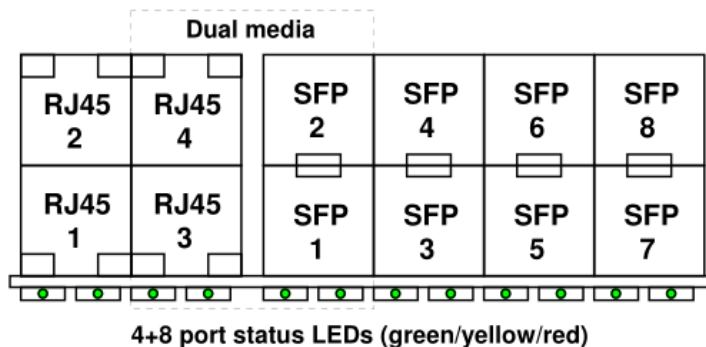 Dual media
RJ45
2
RJ45
4
SFP
2
SFP
4
SFP
6
SFP
8
RJ45
1
RJ45
3
SFP
1
SFP
3
SFP
5
SFP
7
4+8 port status LEDs (green/yellow/red)